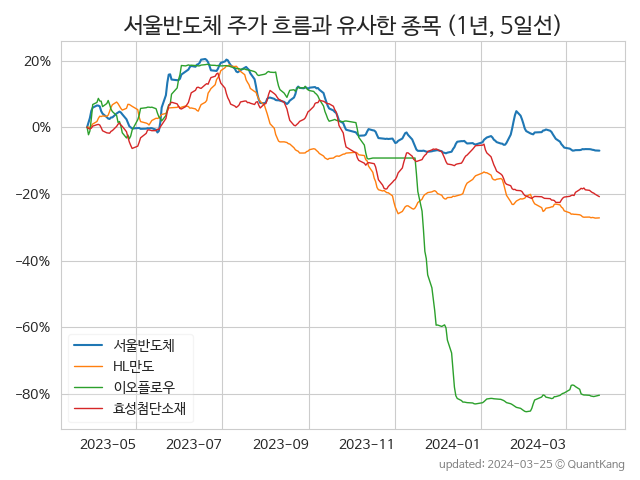 서울반도체 주가 흐름과 유사한 종목 (1년, 5일선)
20%
0%
−20%
−40%
−60%
−80%
서울반도체
HL만도
이오플로우
효성첨단소재
2023-05
2023-07
2023-09
2023-11
2024-01
2024-03
updated: 2024-03-25 © QuantKang